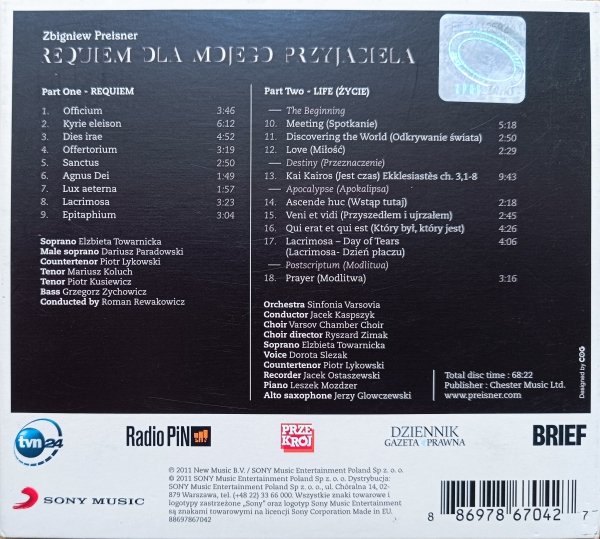 Zbigniew Preisner
REQUIEM DLA MOJEGO PRZYJACIELA
Part One - REQUIEM
1. Officium 3:46
2. Kyrie eleison 6:12
3. Dies irae 4:52
4. Offertorium 3:19
5. Sanctus 2:50
6. Agnus Dei 1:49
7. Lux aeterna 1:57
8. Lacrimosa 3:23
9. Epitaphium 3:04
Soprano Elzbieta Towarnicka
Male soprano Dariusz Paradowski
Countertenor Piotr Lykowski
Tenor Mariusz Koluch
Tenor Piotr Kusiewicz
Bass Grzegorz Zychowicz
Conducted by Roman Rewakowicz
Part Two - LIFE (ŻYCIE)
— The Beginning
10. Meeting (Spotkanie) 5:18
11. Discovering the World (Odkrywanie świata) 2:50
12. Love (Miłość) 2:29
— Destiny (Przeznaczenie)
13. Kai Kairos (Jest czas) Ekklesiastès ch. 3,1-8 9:43
— Apocalypse (Apokalipsa)
14. Ascende huc (Wstąp tutaj) 2:18
15. Veni et vidi (Przyszedłem i ujrzałem) 2:45
16. Qui erat et qui est (Który był, który jest) 4:26
17. Lacrimosa – Day of Tears 4:06
(Lacrimosa- Dzień płaczu)
— Postscriptum (Modlitwa)
18. Prayer (Modlitwa) 3:16
Orchestra Sinfonia Varsovia
Conductor Jacek Kaspszyk
Choir Varsov Chamber Choir
Choir director Ryszard Zimak
Soprano Elzbieta Towarnicka
Voice Dorota Slezak
Countertenor Piotr Lykowski
Recorder Jacek Ostaszewski
Piano Leszek Mozdzer
Alto saxophone Jerzy Glowczewski
Total disc time : 68:22
Publisher : Chester Music Ltd.
www.preisner.com
Designed by CDG
tvn24
Radio PiN
PRZE
KRÓJ
DZIENNIK
GAZETA PRAWNA
BRIEF
SONY MUSIC
℗ 2011 New Music B.V. / SONY Music Entertainment Poland Sp z. o. o.
© 2011 SONY Music Entertainment Poland Sp z. o. o. Dystrybucja:
SONY Music Entertainment Poland Sp z. o. o., ul. Chóralna 14, 02-
879 Warszawa, tel. (+48 22) 33 66 000. Wszystkie znaki towarowe i
logotypy zastrzeżone „Sony” oraz logotyp Sony Music Entertainment
są znakami towarowymi na licencji Sony Corporation Made in EU.
88697867042
8 86978 67042 7